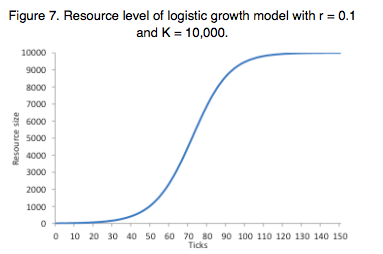 Figure 7. Resource level of logistic growth model with r = 0.1
and K = 10,000.
10000
9000
8000
7000
6000
5000
4000
3000
2000
1000
0
Resource size
0 10 20 30 40 50 60 70 80 90 100 110 120 130 140 150
Ticks